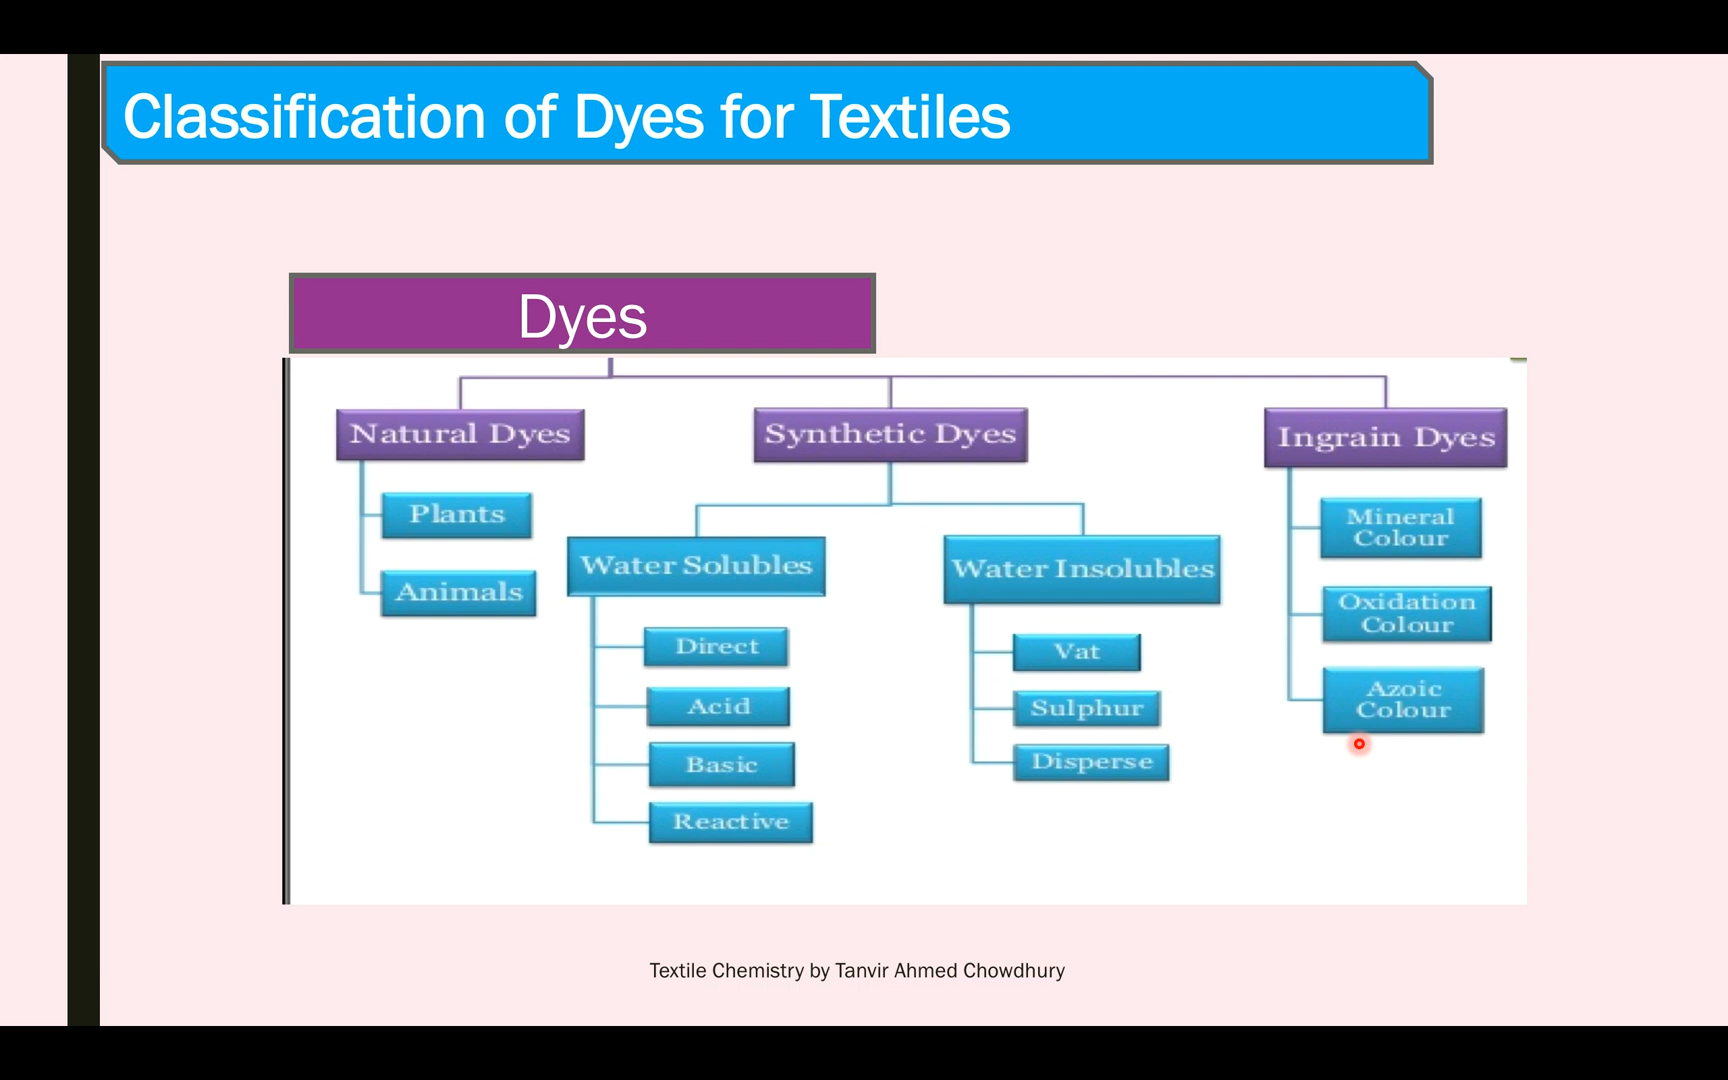 Classification of Dyes for Textiles
Dyes
Natural Dyes
Plants
Animals
Synthetic Dyes
Water Solubles
Direct
Acid
Basic
Reactive
Water Insolubles
Vat
Sulphur
Disperse
Ingrain Dyes
Mineral
Colour
Oxidation
Colour
Azoic
Colour
Textile Chemistry by Tanvir Ahmed Chowdhury